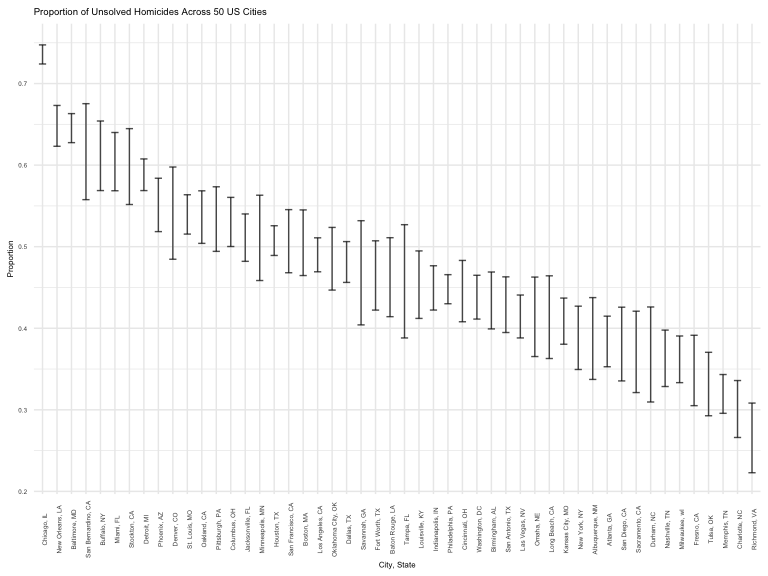 Proportion of Unsolved Homicides Across 50 US Cities
Proportion
0.7
0.6
0.5
0.4
0.3
0.2
Chicago, IL
New Orleans, LA
Baltimore, MD
San Bernardino, CA
Buffalo, NY
Miami, FL
Stockton, CA
Detroit, MI
Phoenix, AZ
Denver, CO
St. Louis, MO
Oakland, CA
Pittsburgh, PA
Columbus, OH
Jacksonville, FL
Minneapolis, MN
Houston, TX
San Francisco, CA
Boston, MA
Los Angeles, CA
Oklahoma City, OK
Dallas, TX
Savannah, GA
Fort Worth, TX
Baton Rouge, LA
Tampa, FL
Louisville, KY
Indianapolis, IN
Philadelphia, PA
Cincinnati, OH
Washington, DC
Birmingham, AL
San Antonio, TX
Las Vegas, NV
Omaha, NE
Long Beach, CA
Kansas City, MO
New York, NY
Albuquerque, NM
Atlanta, GA
San Diego, CA
Sacramento, CA
Durham, NC
Nashville, TN
Milwaukee, wI
Fresno, CA
Tulsa, OK
Memphis, TN
Charlotte, NC
Richmond, VA
City, State